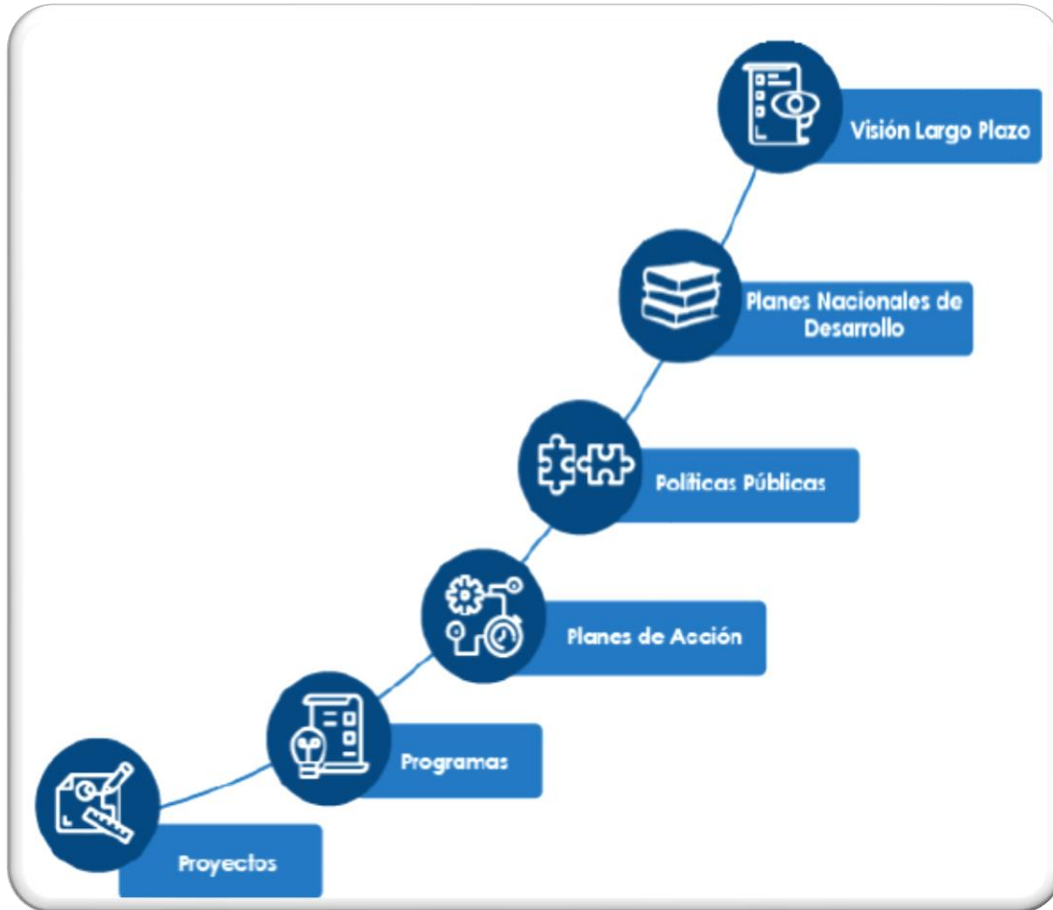 Visión Largo Plazo
Planes Nacionales de
Desarrollo
Políticas Públicas
Planes de Acción
Programas
Proyectos